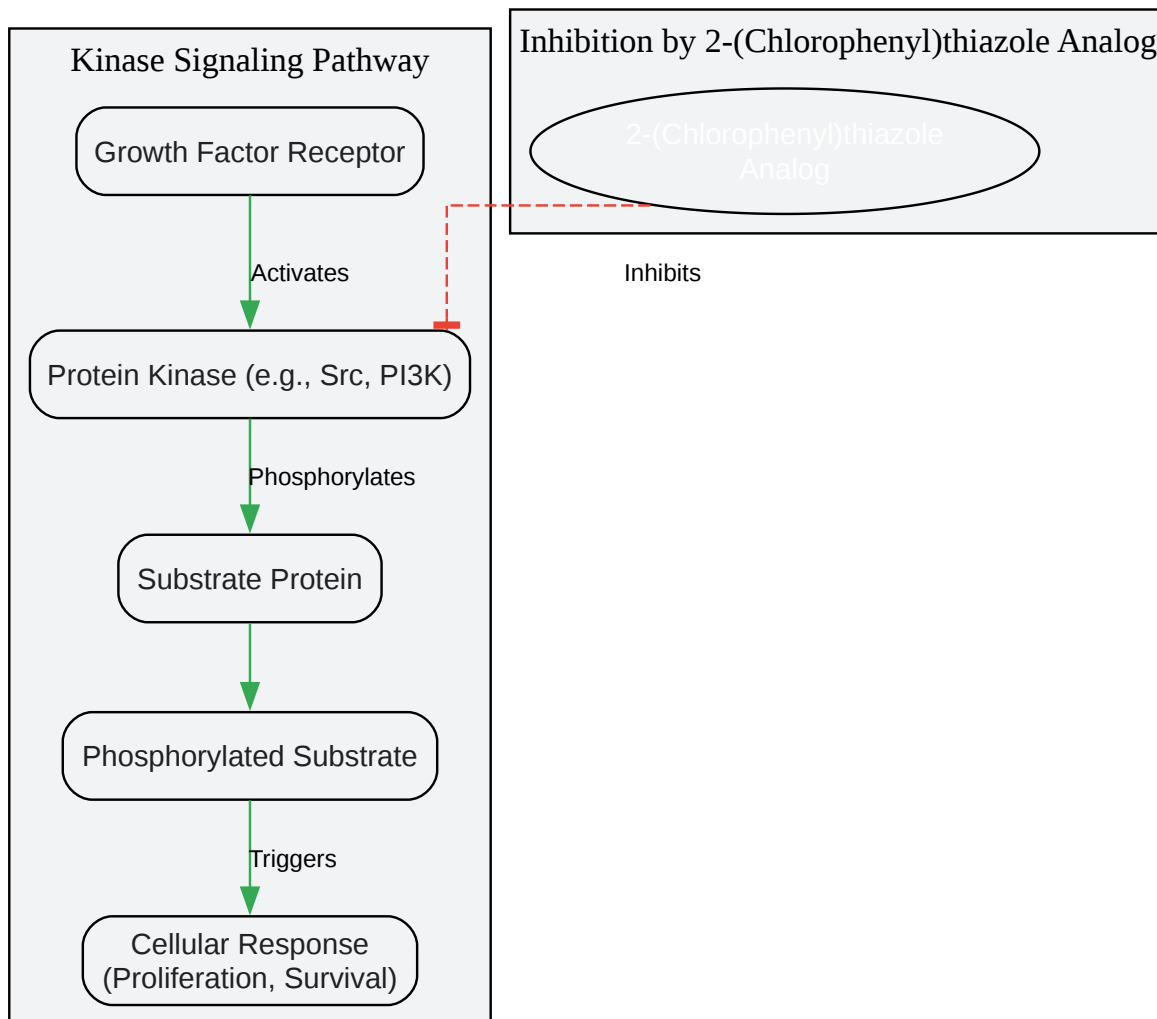 Kinase Signaling Pathway
Growth Factor Receptor
Activates
Protein Kinase (e.g., Src, PI3K)
Phosphorylates
Substrate Protein
Phosphorylated Substrate
Triggers
Cellular Response
(Proliferation, Survival)
Inhibition by 2-(Chlorophenyl)thiazole Analog
2-(Chlorophenyl)thiazole
Analog
Inhibits